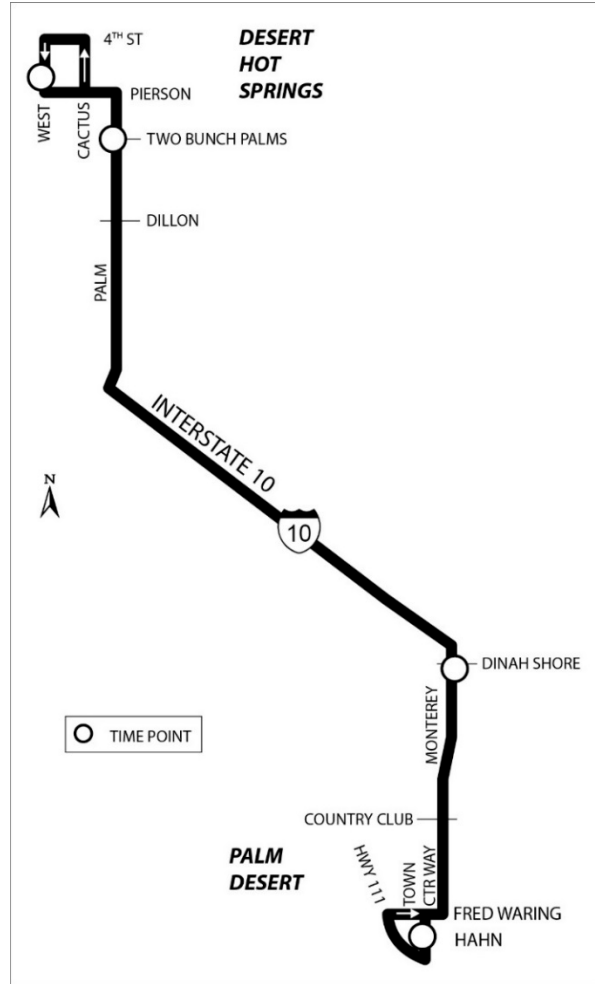 4TH ST
DESERT
HOT
SPRINGS
WEST
CACTUS
PIERSON
TWO BUNCH PALMS
DILLON
PALM
INTERSTATE 10
N
10
DINAH SHORE
MONTEREY
TIME POINT
COUNTRY CLUB
PALM
DESERT
HWY 111
TOWN
CTR WAY
FRED WARING
HAHN